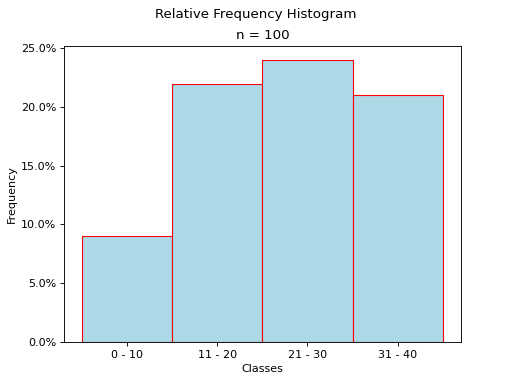 Relative Frequency Histogram
n = 100
25.0%
20.0%
15.0%
10.0%
5.0%
0.0%
Frequency
0 - 10
11 - 20
21 - 30
31 - 40
Classes